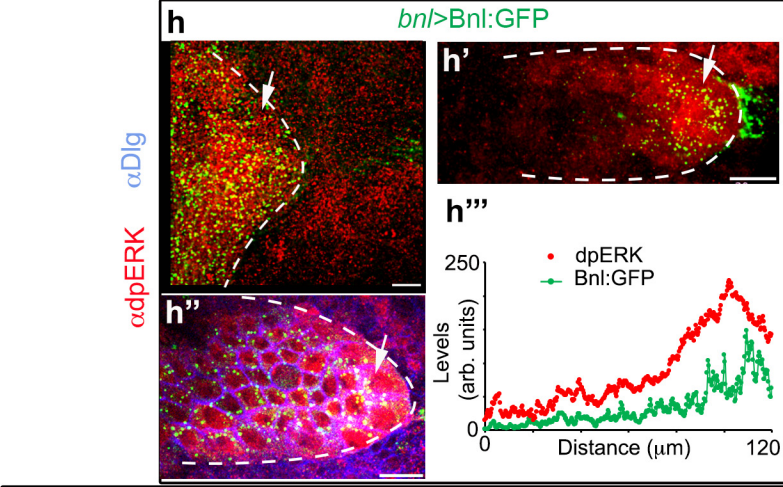 h
bnl>Bnl:GFP
h’
αdpERK αDlg
h”
h’”
dpERK
Bnl:GFP
250
Levels
(arb. units)
0
0 Distance (μm) 120